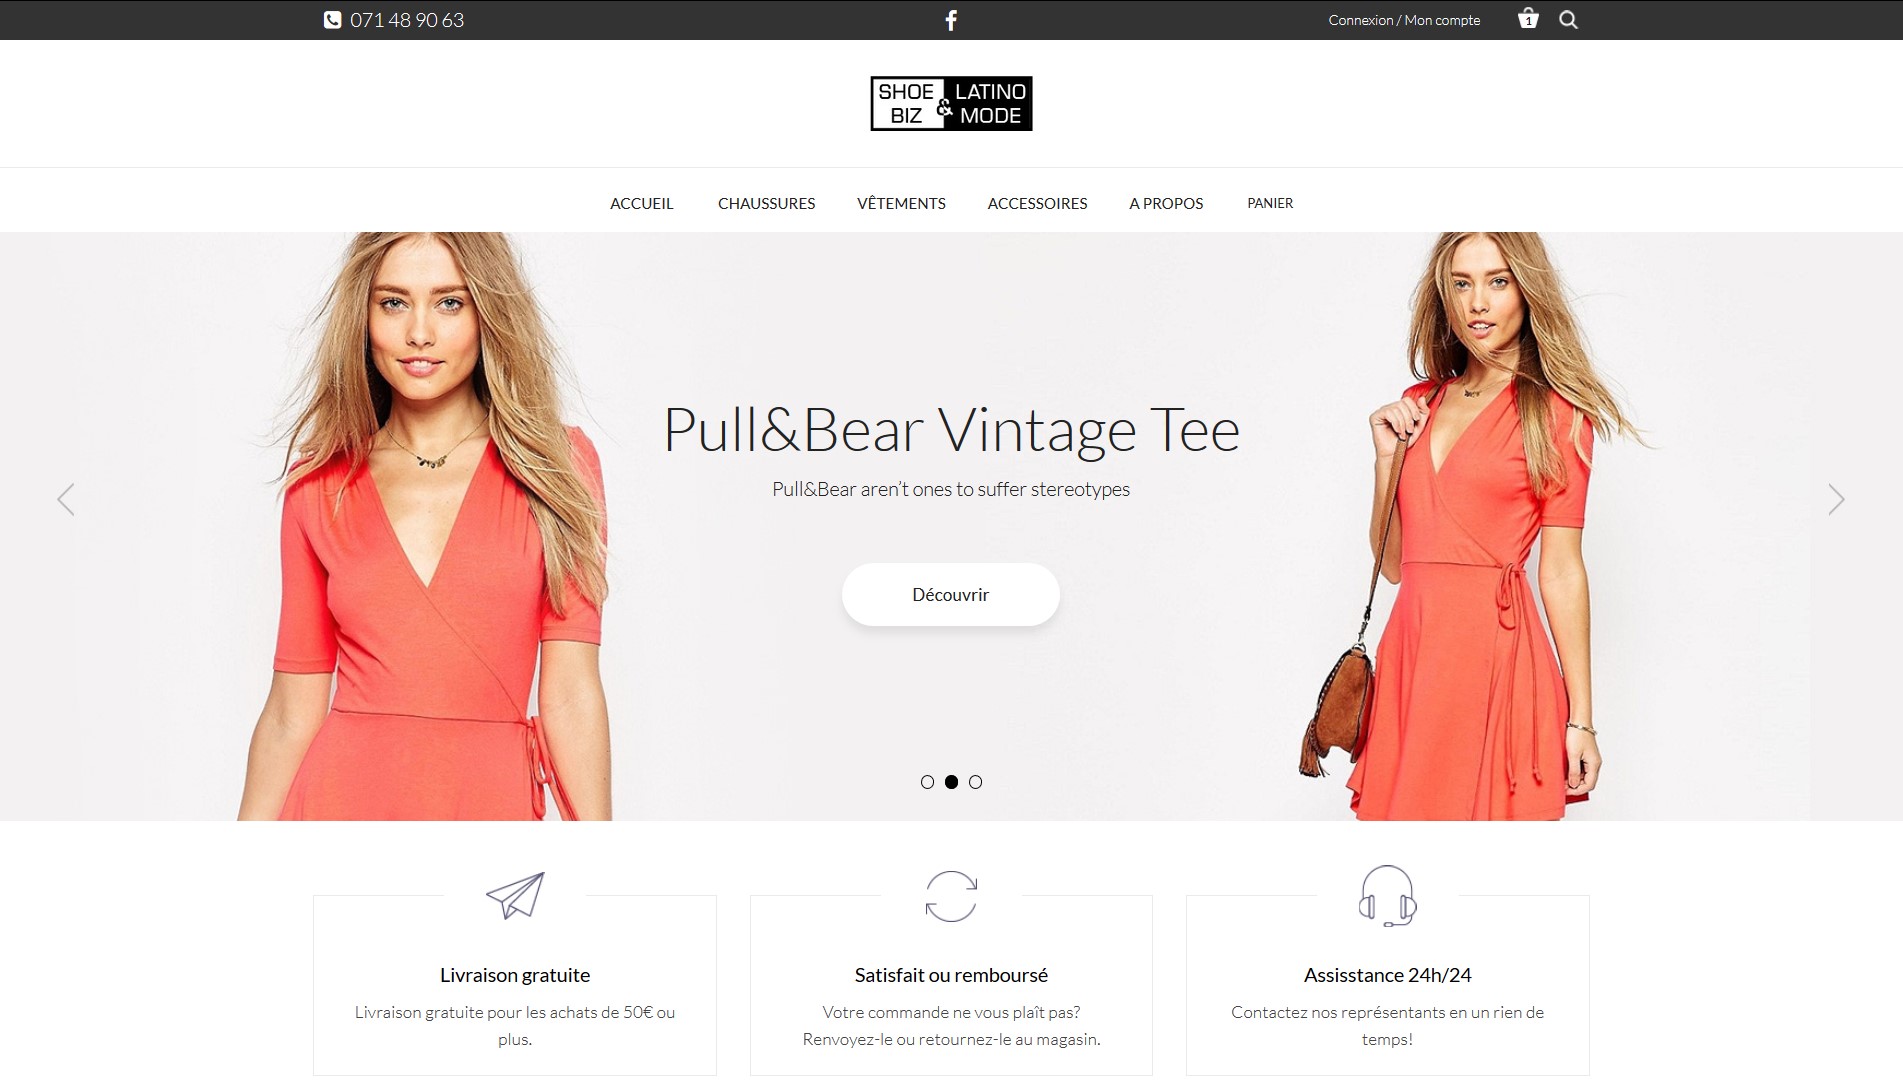 071 48 90 63
Connexion / Mon compte
1
SHOE BIZ & LATINO MODE
ACCUEIL CHAUSSURES VÊTEMENTS ACCESSOIRES A PROPOS PANIER
Pull&Bear Vintage Tee
Pull&Bear aren’t ones to suffer stereotypes
Découvrir
Livraison gratuite
Livraison gratuite pour les achats de 50€ ou
plus.
Satisfait ou remboursé
Votre commande ne vous plaît pas?
Renvoyez-le ou retournez-le au magasin.
Assisstance 24h/24
Contactez nos représentants en un rien de
temps!